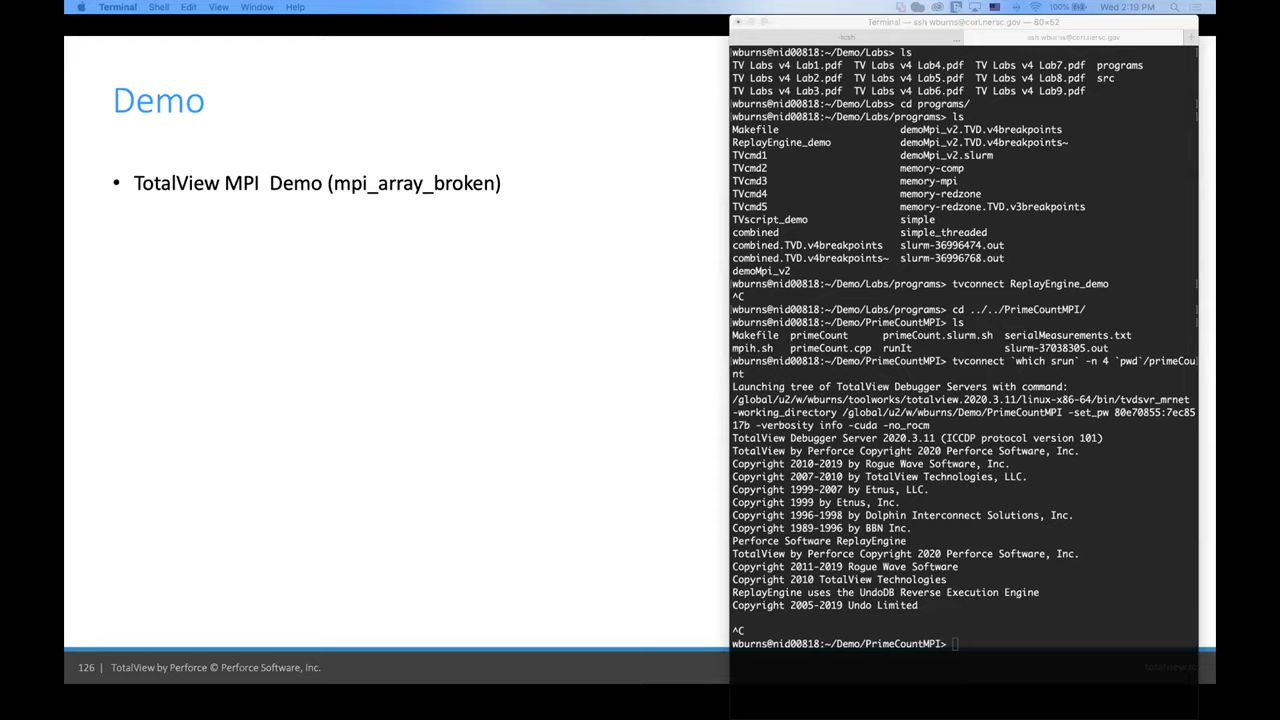 Terminal Shell Edit View Window Help
100%
Wed 2:19 PM
Terminal — ssh wburns@cori.nersc.gov — 80×52
-tcsh
...
ssh wburns@cori.nersc.gov
+
Demo
• TotalView MPI Demo (mpi_array_broken)
wburns@nid00818:~/Demo/Labs> ls
TV Labs v4 Lab1.pdf TV Labs v4 Lab4.pdf TV Labs v4 Lab7.pdf programs
TV Labs v4 Lab2.pdf TV Labs v4 Lab5.pdf TV Labs v4 Lab8.pdf src
TV Labs v4 Lab3.pdf TV Labs v4 Lab6.pdf TV Labs v4 Lab9.pdf
wburns@nid00818:~/Demo/Labs> cd programs/
wburns@nid00818:~/Demo/Labs/programs> ls
Makefile demoMpi_v2.TVD.v4breakpoints
ReplayEngine_demo demoMpi_v2.TVD.v4breakpoints~
TVcmd1 demoMpi_v2.slurm
TVcmd2 memory-comp
TVcmd3 memory-mpi
TVcmd4 memory-redzone
TVcmd5 memory-redzone.TVD.v3breakpoints
TVscript_demo simple
combined simple_threaded
combined.TVD.v4breakpoints slurm-36996474.out
combined.TVD.v4breakpoints~ slurm-36996768.out
demoMpi_v2
wburns@nid00818:~/Demo/Labs/programs> tvconnect ReplayEngine_demo
^C
wburns@nid00818:~/Demo/Labs/programs> cd ../../PrimeCountMPI/
wburns@nid00818:~/Demo/PrimeCountMPI> ls
Makefile primeCount primeCount.slurm.sh serialMeasurements.txt
mpih.sh primeCount.cpp runIt slurm-37038305.out
wburns@nid00818:~/Demo/PrimeCountMPI> tvconnect `which srun` -n 4 `pwd`/primeCou
nt
Launching tree of TotalView Debugger Servers with command:
/global/u2/w/wburns/toolworks/totalview.2020.3.11/linux-x86-64/bin/tvdsvr_mrnet
-working_directory /global/u2/w/wburns/Demo/PrimeCountMPI -set_pw 80e70855:7ec85
17b -verbosity info -cuda -no_rocm
TotalView Debugger Server 2020.3.11 (ICCDP protocol version 101)
TotalView by Perforce Copyright 2020 Perforce Software, Inc.
Copyright 2010-2019 by Rogue Wave Software, Inc.
Copyright 2007-2010 by TotalView Technologies, LLC.
Copyright 1999-2007 by Etnus, LLC.
Copyright 1999 by Etnus, Inc.
Copyright 1996-1998 by Dolphin Interconnect Solutions, Inc.
Copyright 1989-1996 by BBN Inc.
Perforce Software ReplayEngine
TotalView by Perforce Copyright 2020 Perforce Software, Inc.
Copyright 2011-2019 Rogue Wave Software
Copyright 2010 TotalView Technologies
ReplayEngine uses the UndoDB Reverse Execution Engine
Copyright 2005-2019 Undo Limited
^C
wburns@nid00818:~/Demo/PrimeCountMPI>
126 | TotalView by Perforce © Perforce Software, Inc.